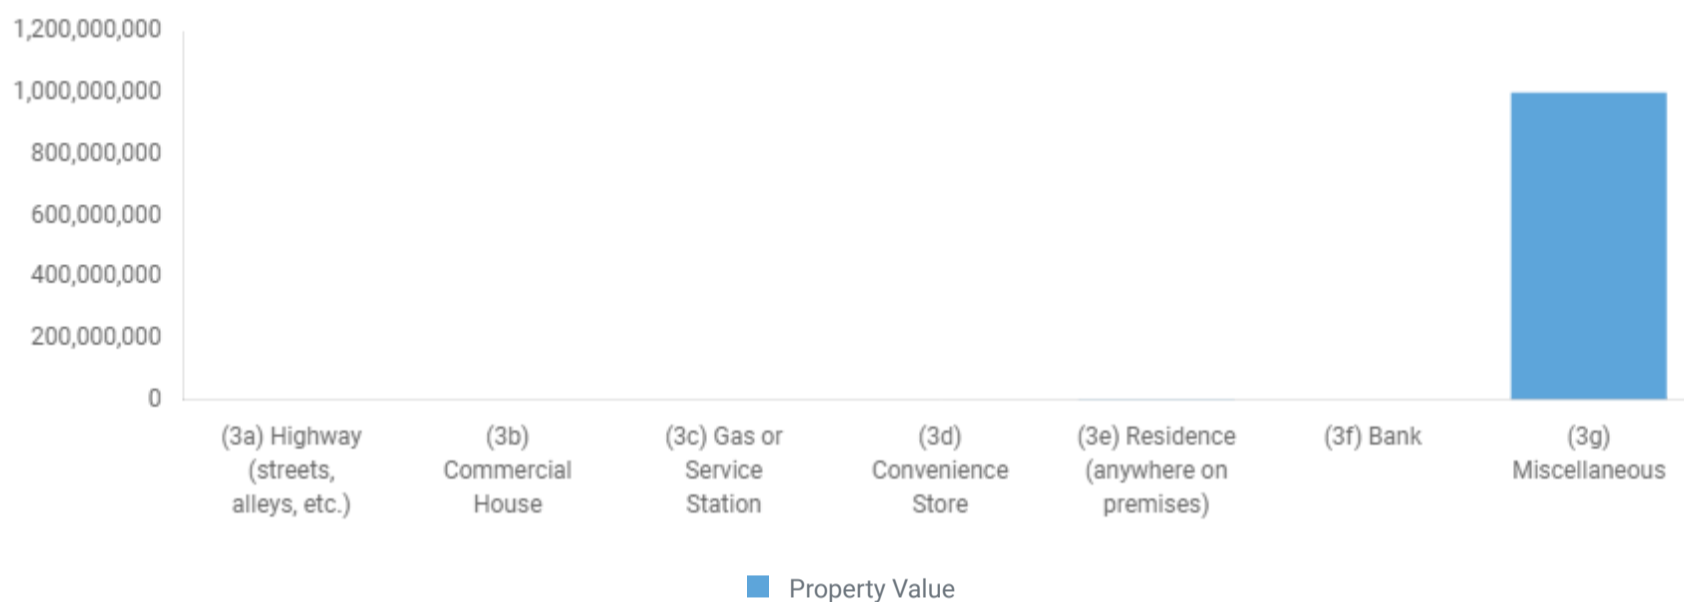 1,200,000,000
1,000,000,000
800,000,000
600,000,000
400,000,000
200,000,000
0
(3a) Highway
(streets,
alleys, etc.)
(3b)
Commercial
House
(3c) Gas or
Service
Station
(3d)
Convenience
Store
(3e) Residence
(anywhere on
premises)
(3f) Bank
(3g)
Miscellaneous
Property Value